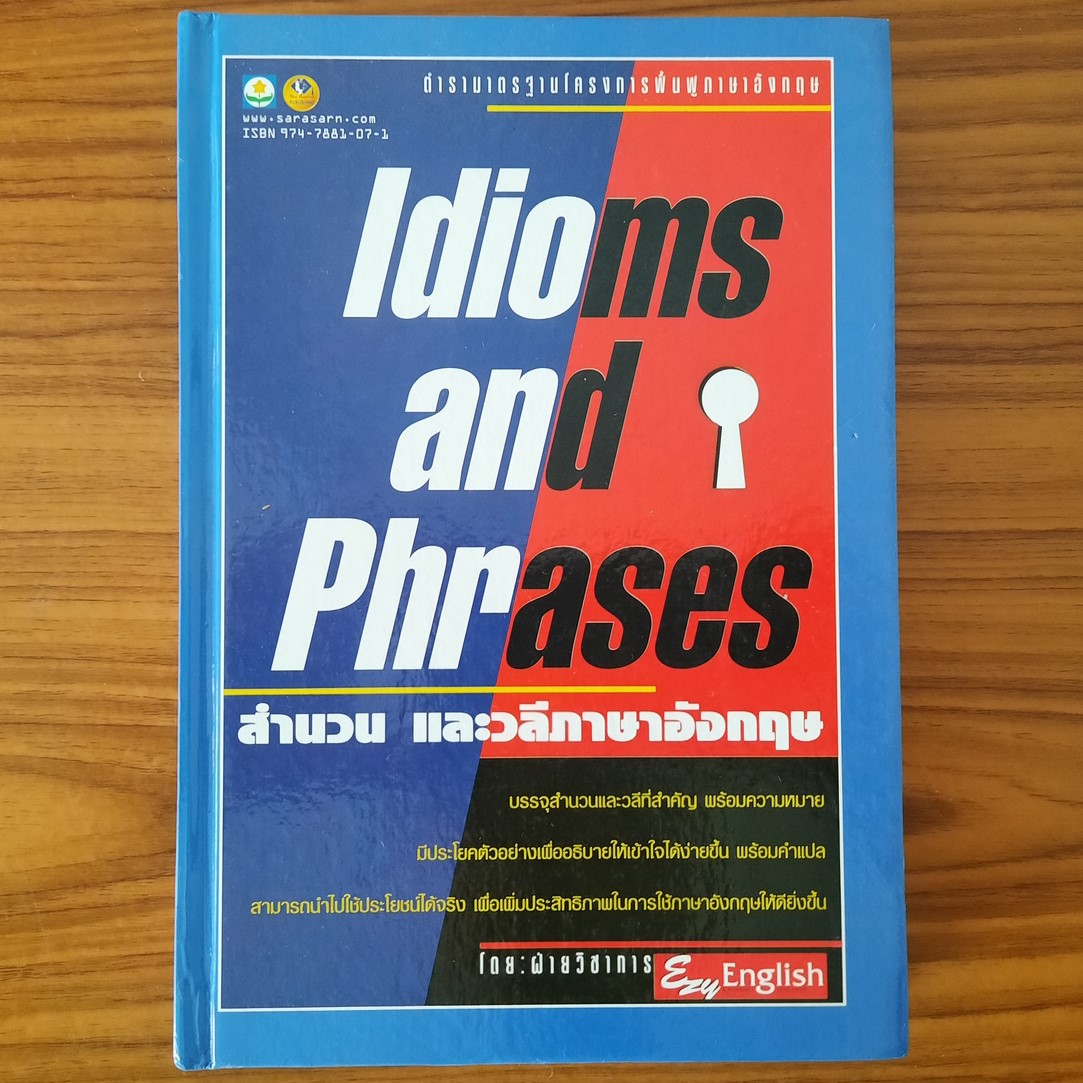 ตำรามาตรฐานโครงการฟื้นฟูภาษาอังกฤษ
www.sarasarn.com
ISBN 974-7881-07-1
Idioms
and
Phrases
สำนวน และวลีภาษาอังกฤษ
บรรจุสำนวนและวลีที่สำคัญ พร้อมความหมาย
มีประโยคตัวอย่างเพื่ออธิบายให้เข้าใจได้ง่ายขึ้น พร้อมคำแปล
สามารถนำไปใช้ประโยชน์ได้จริง เพื่อเพิ่มประสิทธิภาพในการใช้ภาษาอังกฤษให้ดียิ่งขึ้น
โดย:ฝ่ายวิชาการ Ezy English